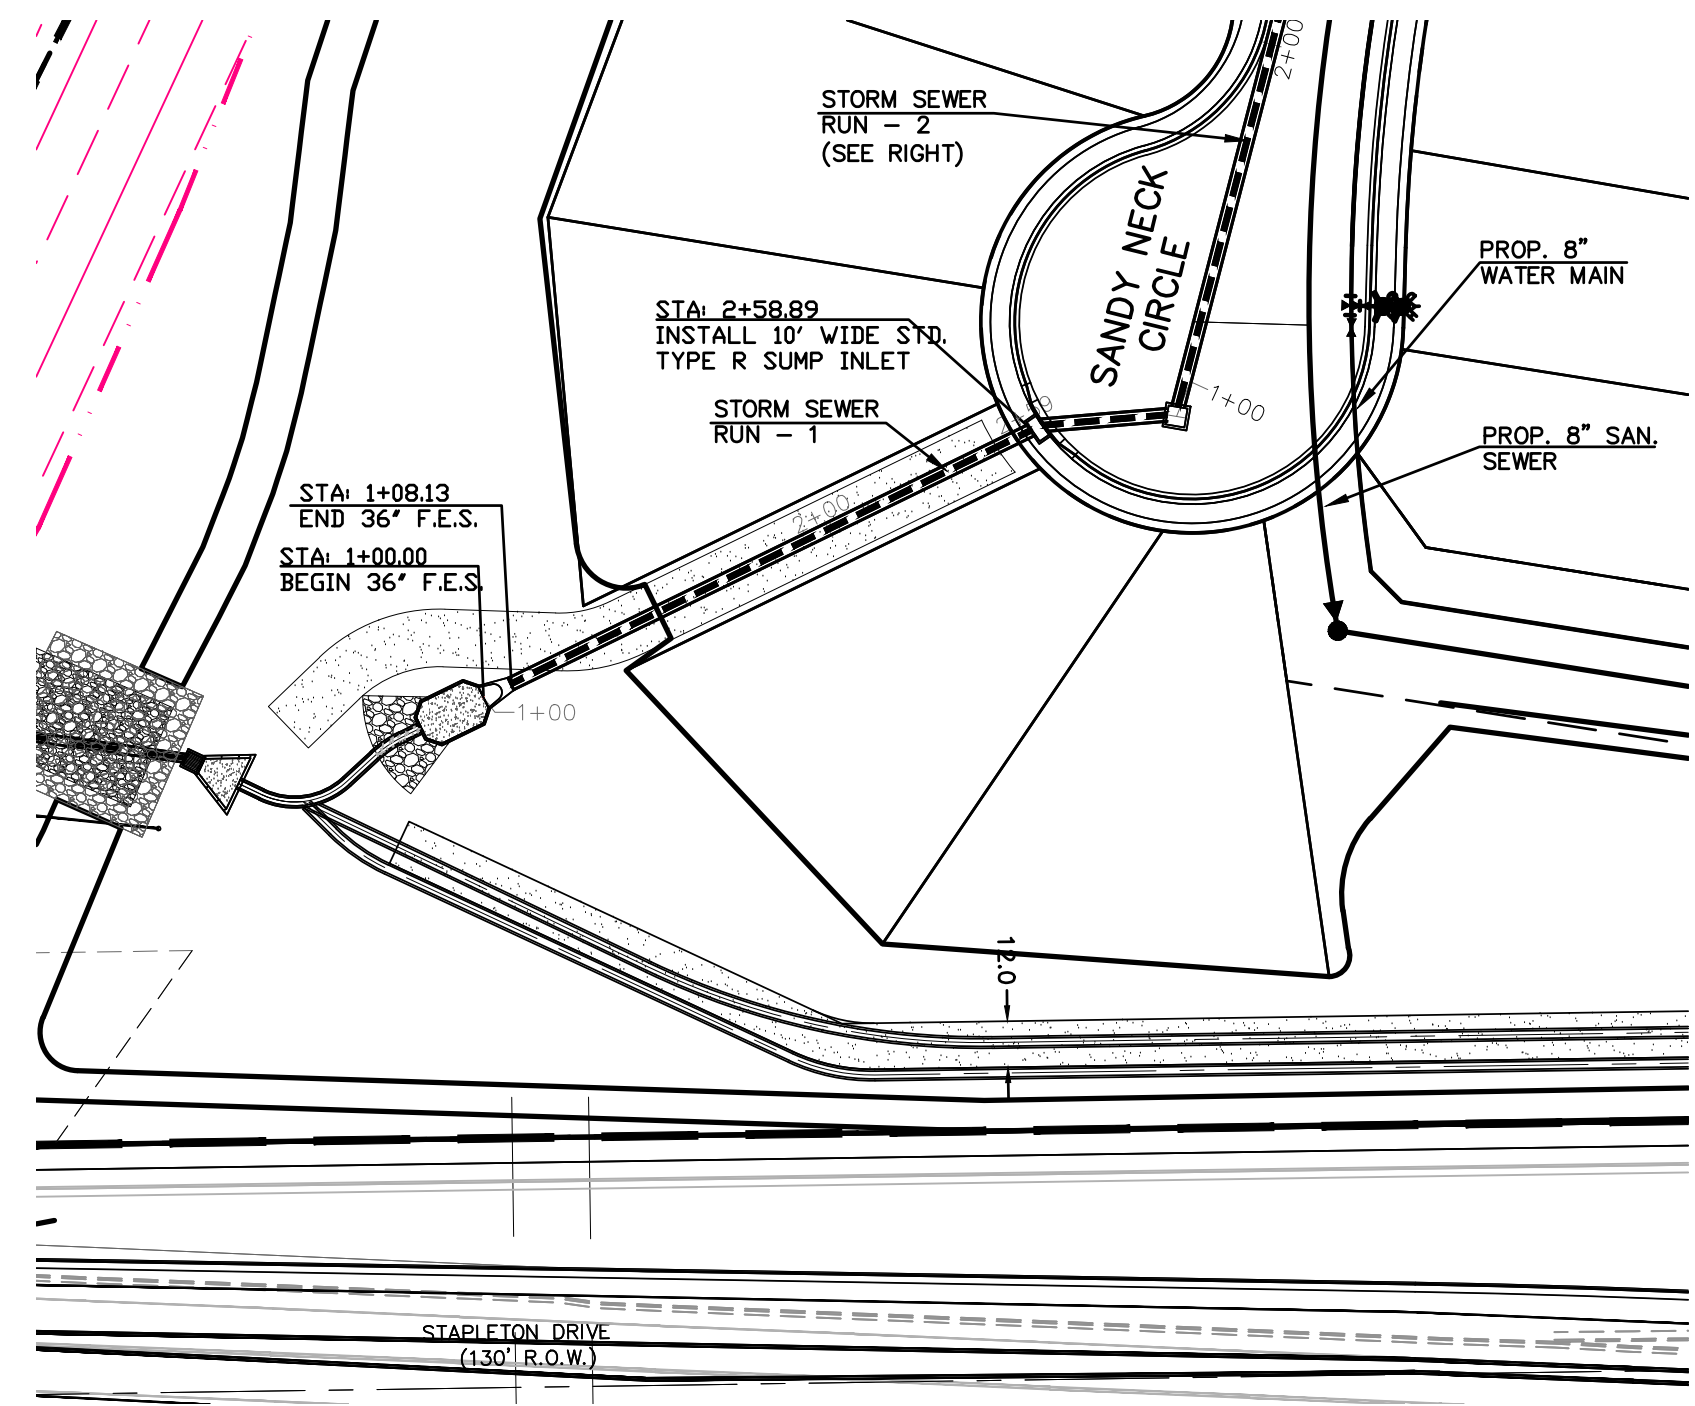 2+00
STORM SEWER
RUN - 2
(SEE RIGHT)
SANDY NECK
CIRCLE
PROP. 8"
WATER MAIN
STA: 2+58.89
INSTALL 10' WIDE STD.
TYPE R SUMP INLET
2+59
1+00
STORM SEWER
RUN - 1
PROP. 8" SAN.
SEWER
STA: 1+08.13
END 36" F.E.S.
2+00
STA: 1+00.00
BEGIN 36" F.E.S.
1+00
12.0
STAPLETON DRIVE
(130' R.O.W.)